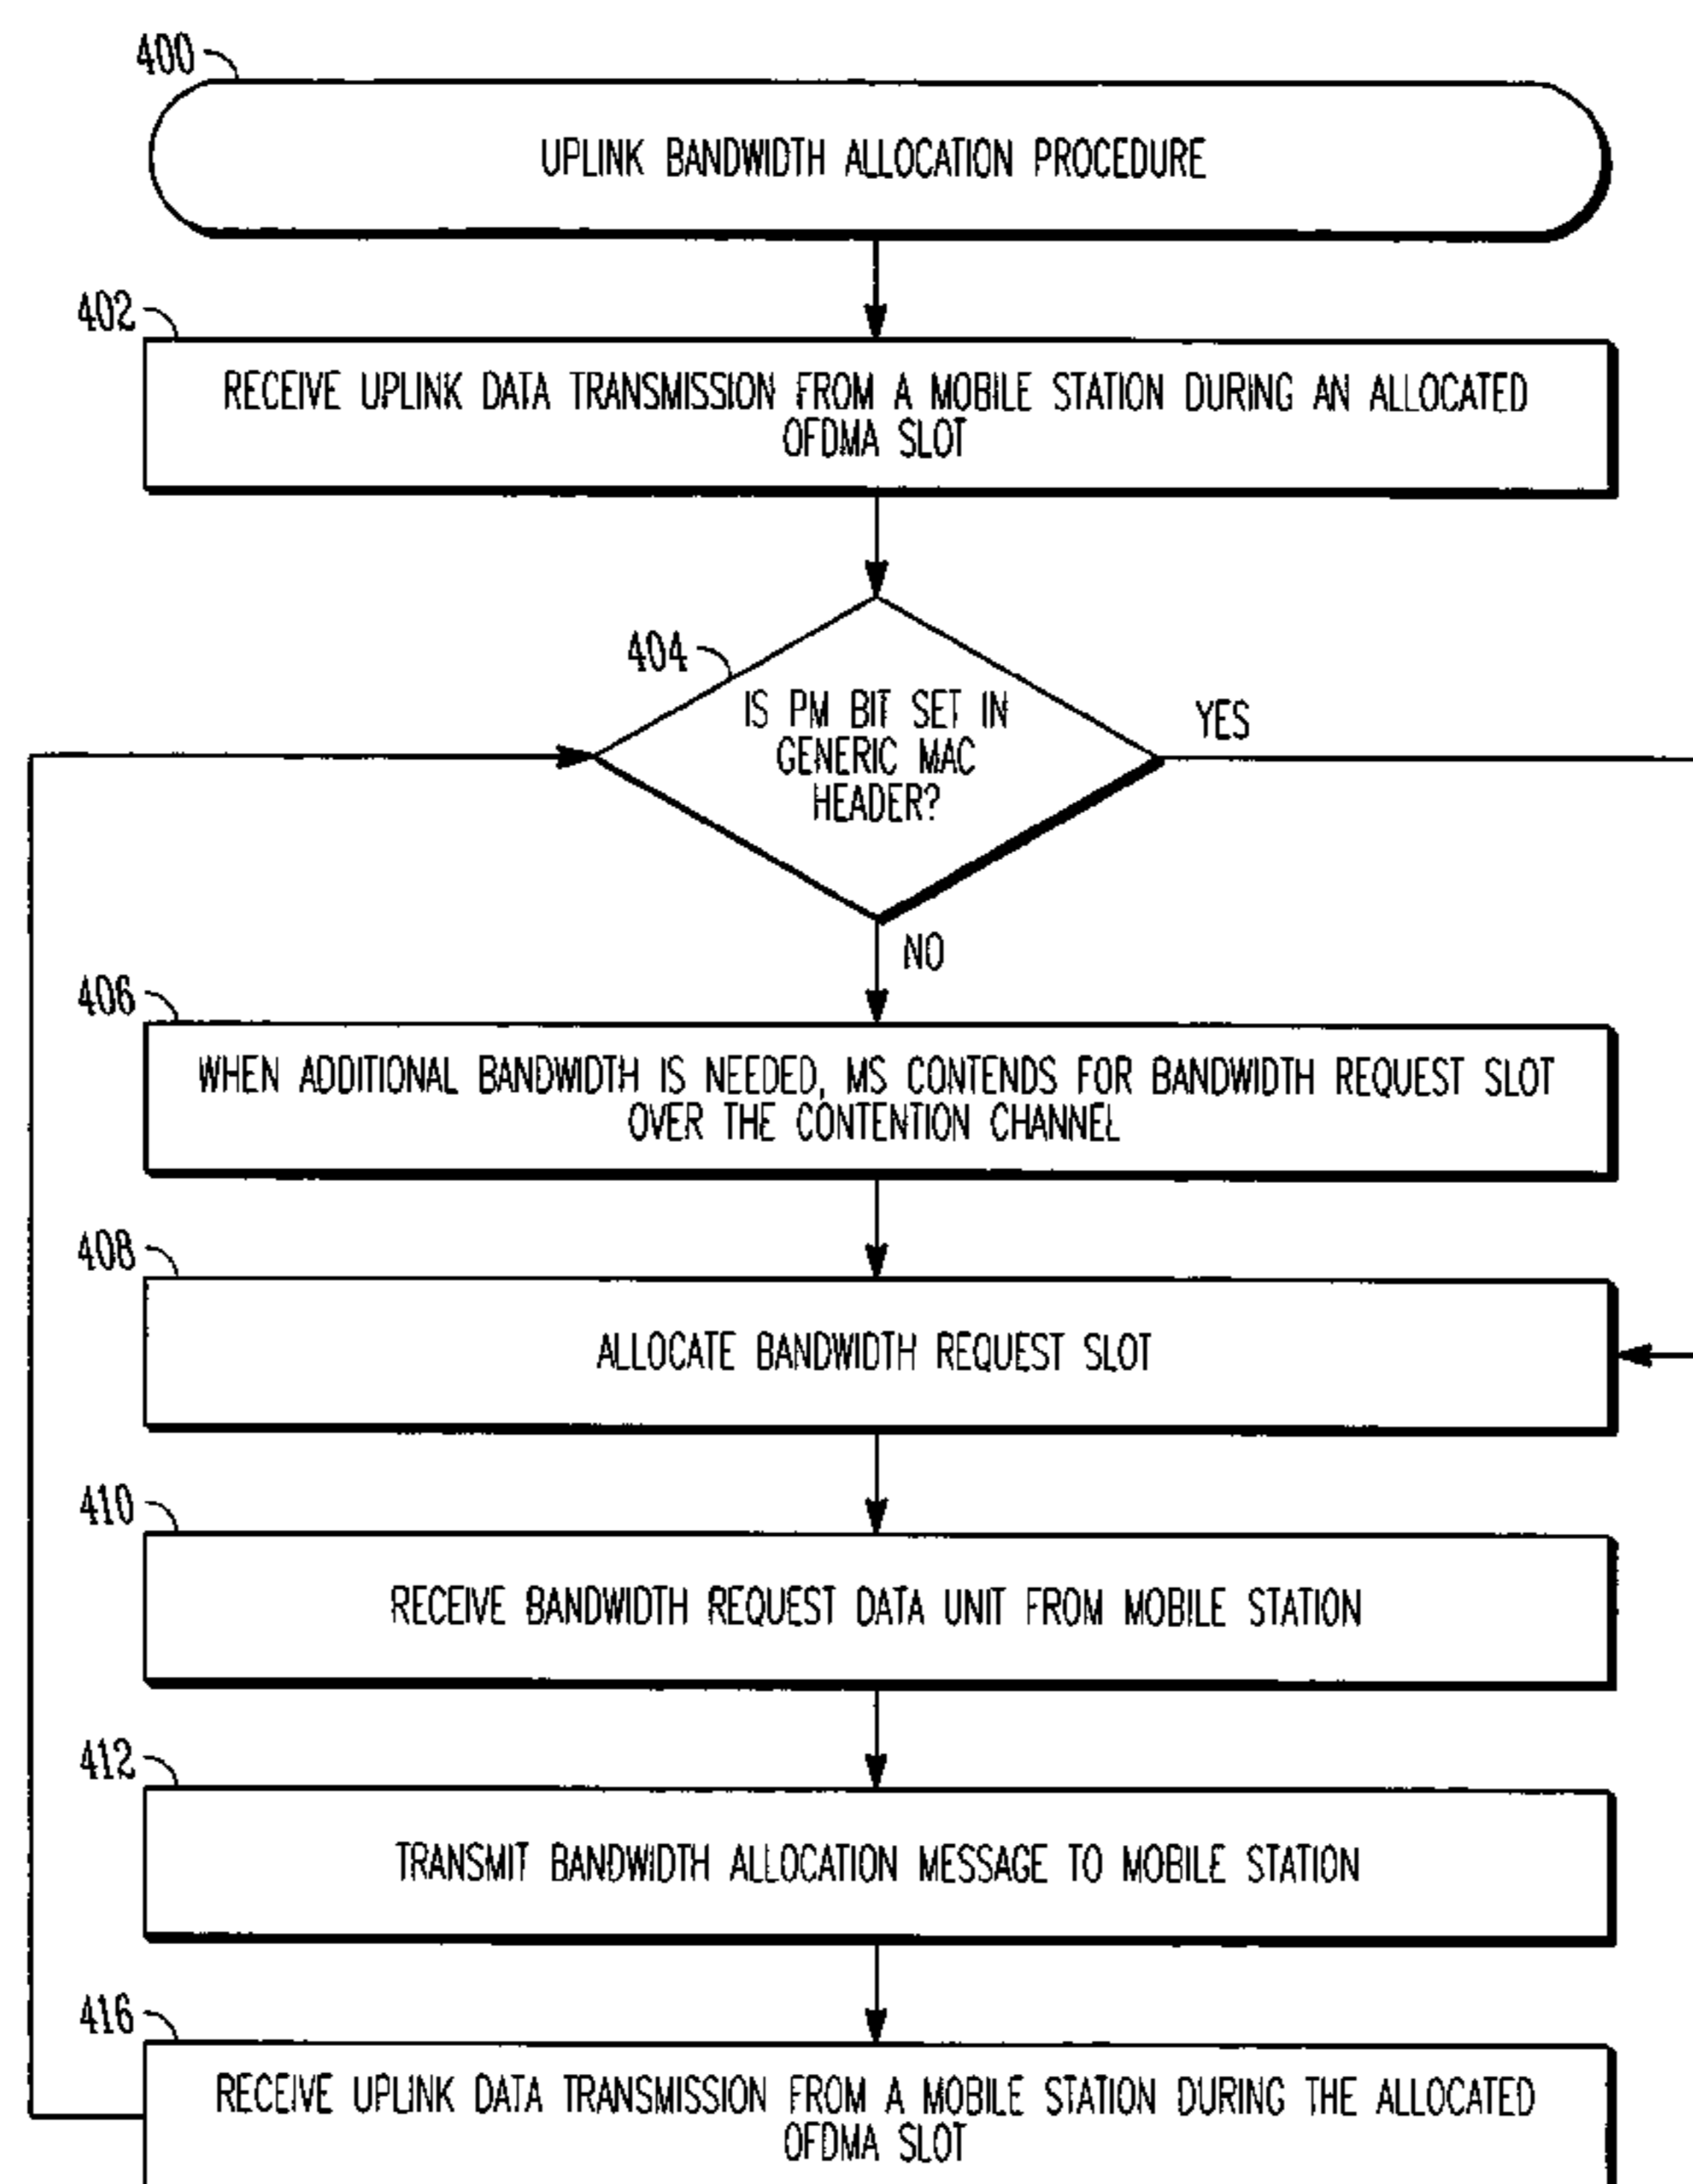 400
UPLINK BANDWIDTH ALLOCATION PROCEDURE
402
RECEIVE UPLINK DATA TRANSMISSION FROM A MOBILE STATION DURING AN ALLOCATED
OFDMA SLOT
404
IS PM BIT SET IN
GENERIC MAC
HEADER?
YES
NO
406
WHEN ADDITIONAL BANDWIDTH IS NEEDED, MS CONTENDS FOR BANDWIDTH REQUEST SLOT
OVER THE CONTENTION CHANNEL
408
ALLOCATE BANDWIDTH REQUEST SLOT
410
RECEIVE BANDWIDTH REQUEST DATA UNIT FROM MOBILE STATION
412
TRANSMIT BANDWIDTH ALLOCATION MESSAGE TO MOBILE STATION
416
RECEIVE UPLINK DATA TRANSMISSION FROM A MOBILE STATION DURING THE ALLOCATED
OFDMA SLOT